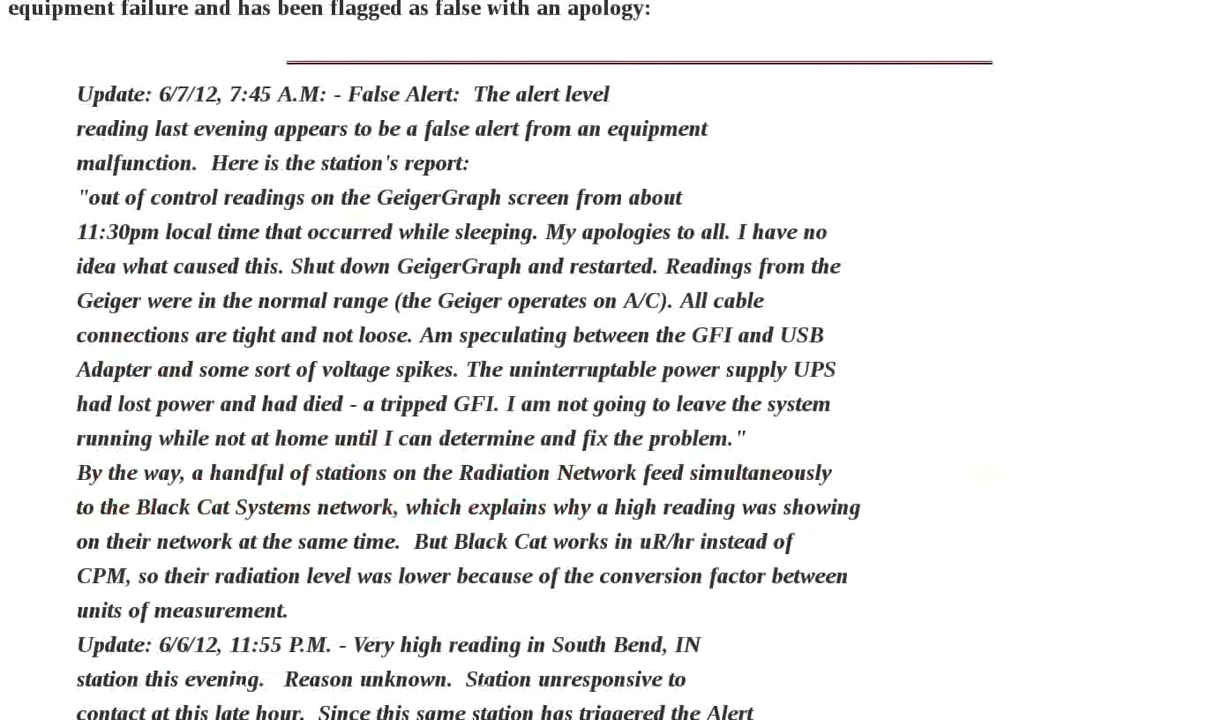 equipment failure and has been flagged as false with an apology:
Update: 6/7/12, 7:45 A.M: - False Alert:  The alert level
reading last evening appears to be a false alert from an equipment
malfunction.  Here is the station's report:
"out of control readings on the GeigerGraph screen from about
11:30pm local time that occurred while sleeping. My apologies to all. I have no
idea what caused this. Shut down GeigerGraph and restarted. Readings from the
Geiger were in the normal range (the Geiger operates on A/C). All cable
connections are tight and not loose. Am speculating between the GFI and USB
Adapter and some sort of voltage spikes. The uninterruptable power supply UPS
had lost power and had died - a tripped GFI. I am not going to leave the system
running while not at home until I can determine and fix the problem."
By the way, a handful of stations on the Radiation Network feed simultaneously
to the Black Cat Systems network, which explains why a high reading was showing
on their network at the same time.  But Black Cat works in uR/hr instead of
CPM, so their radiation level was lower because of the conversion factor between
units of measurement.
Update: 6/6/12, 11:55 P.M. - Very high reading in South Bend, IN
station this evening.   Reason unknown.  Station unresponsive to
contact at this late hour.  Since this same station has triggered the Alert